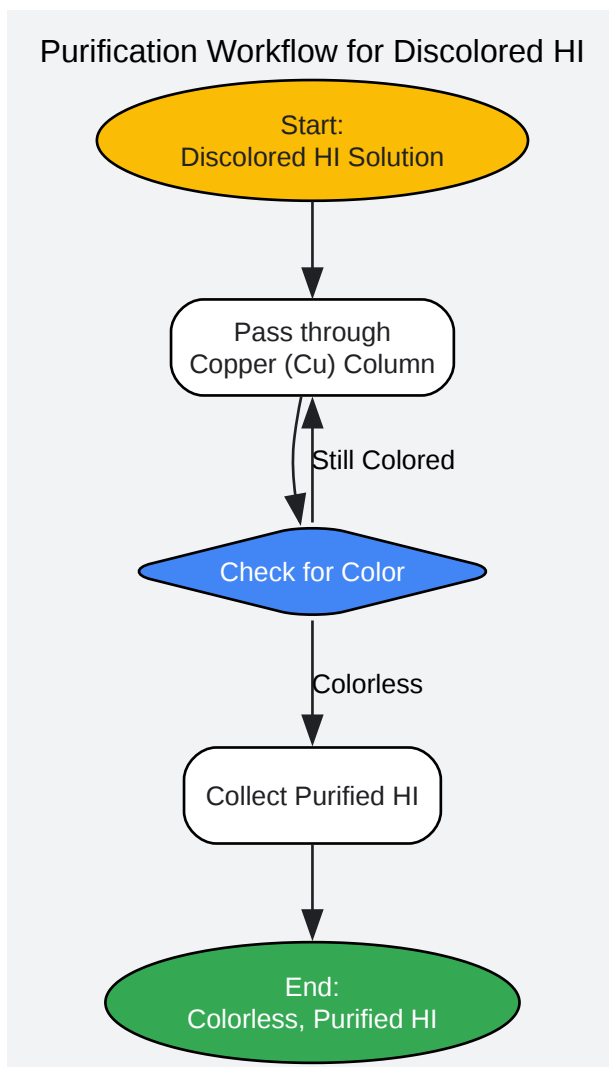 Purification Workflow for Discolored HI
Start:
Discolored HI Solution
Pass through
Copper (Cu) Column
Still Colored
Check for Color
Colorless
Collect Purified HI
End:
Colorless, Purified HI